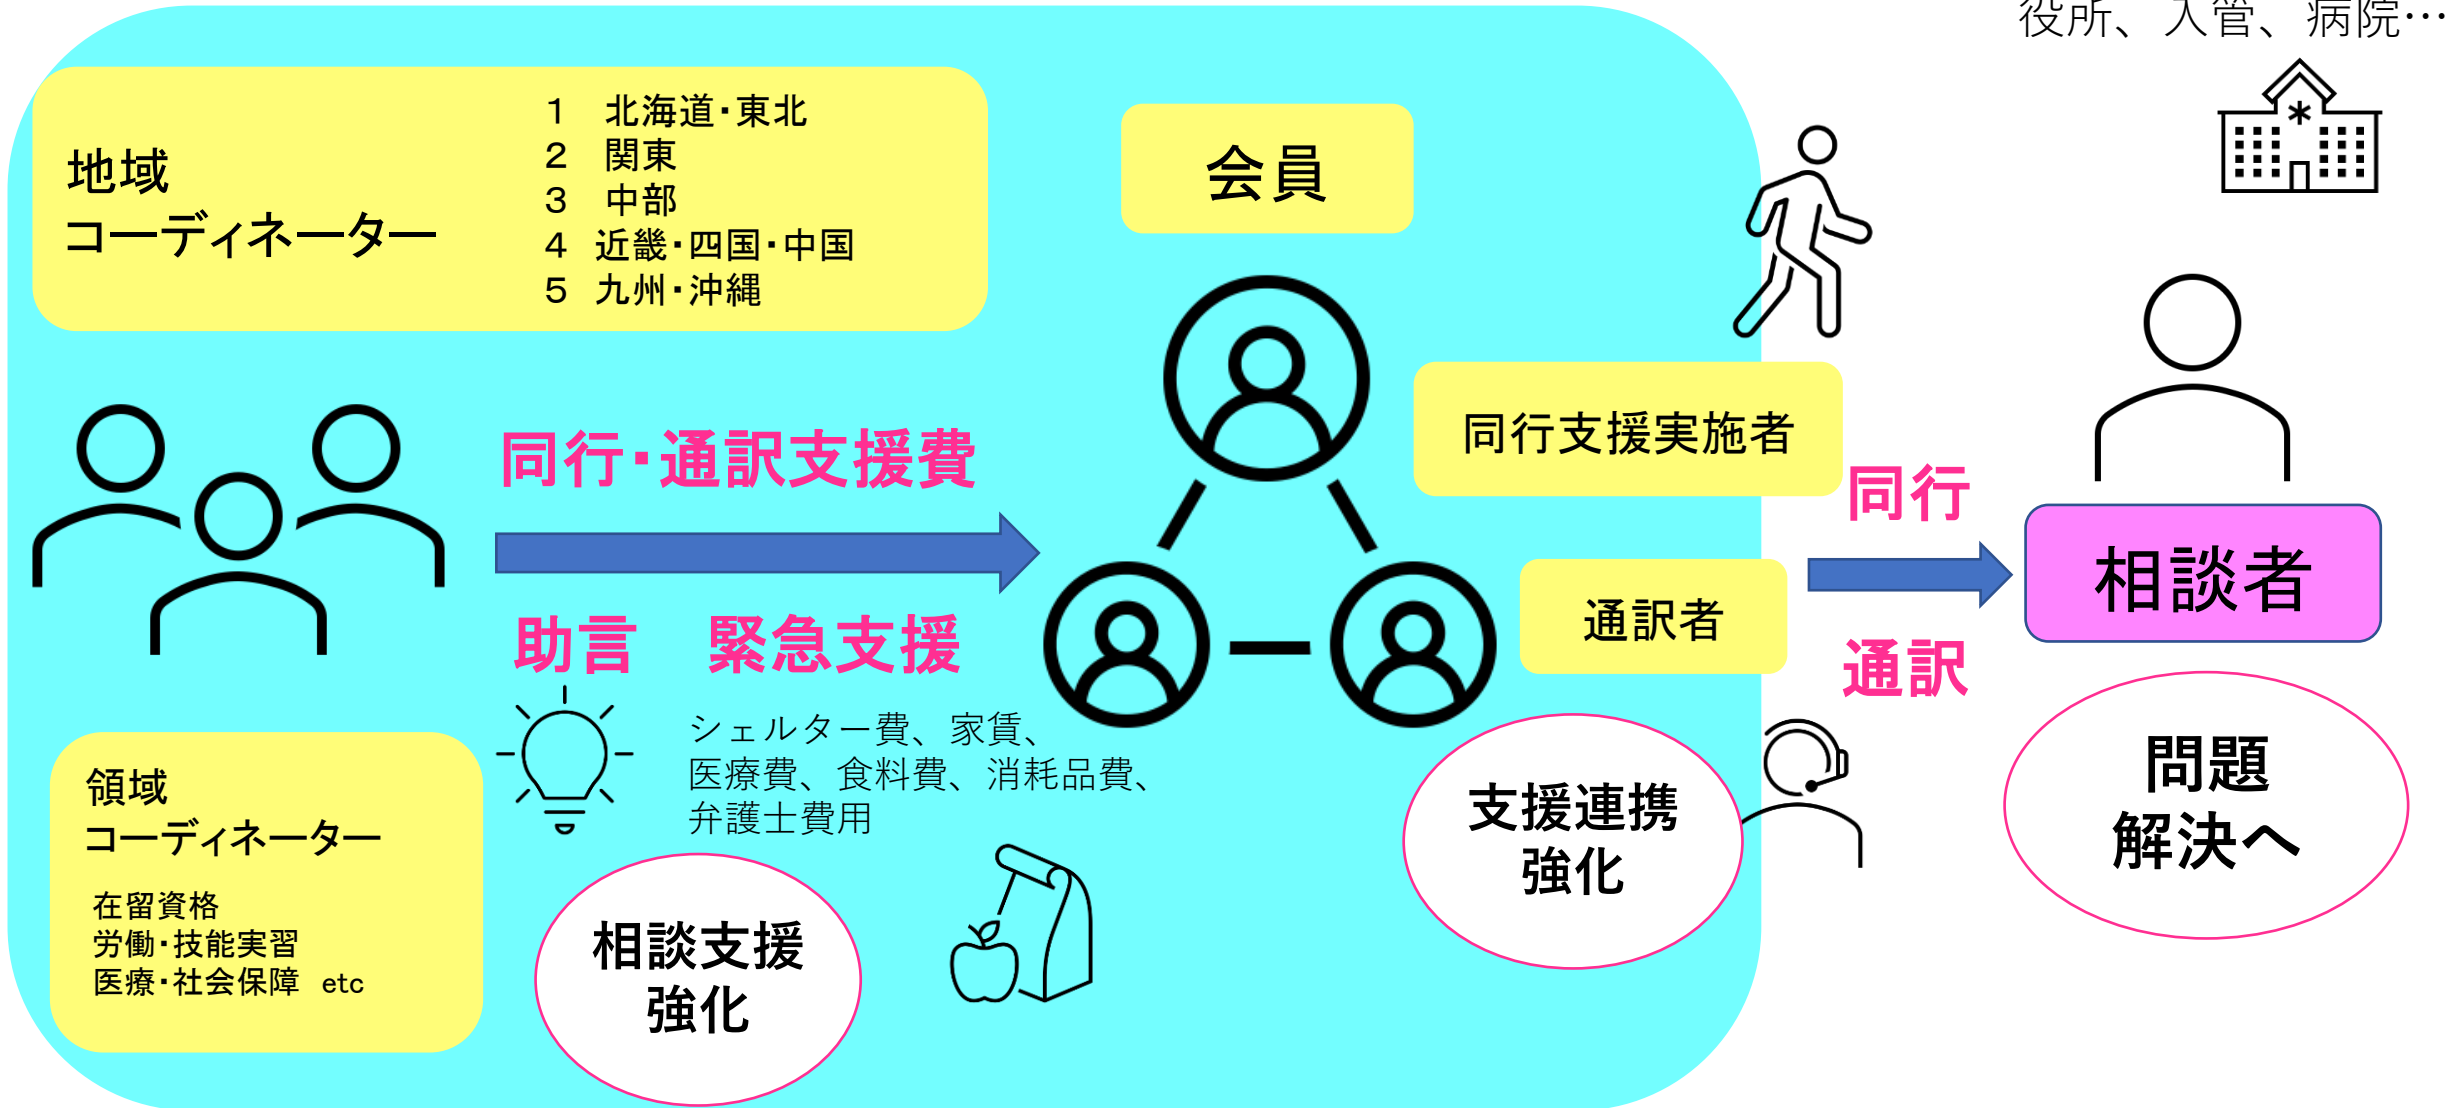 役所、入管、病院…
地域
コーディネーター
1 北海道・東北
2 関東
3 中部
4 近畿・四国・中国
5 九州・沖縄
会員
同行・通訳支援費
助言 緊急支援
シェルター費、家賃、
医療費、食料費、消耗品費、
弁護士費用
領域
コーディネーター
在留資格
労働・技能実習
医療・社会保障 etc
相談支援
強化
同行支援実施者
通訳者
支援連携
強化
同行
通訳
相談者
問題
解決へ